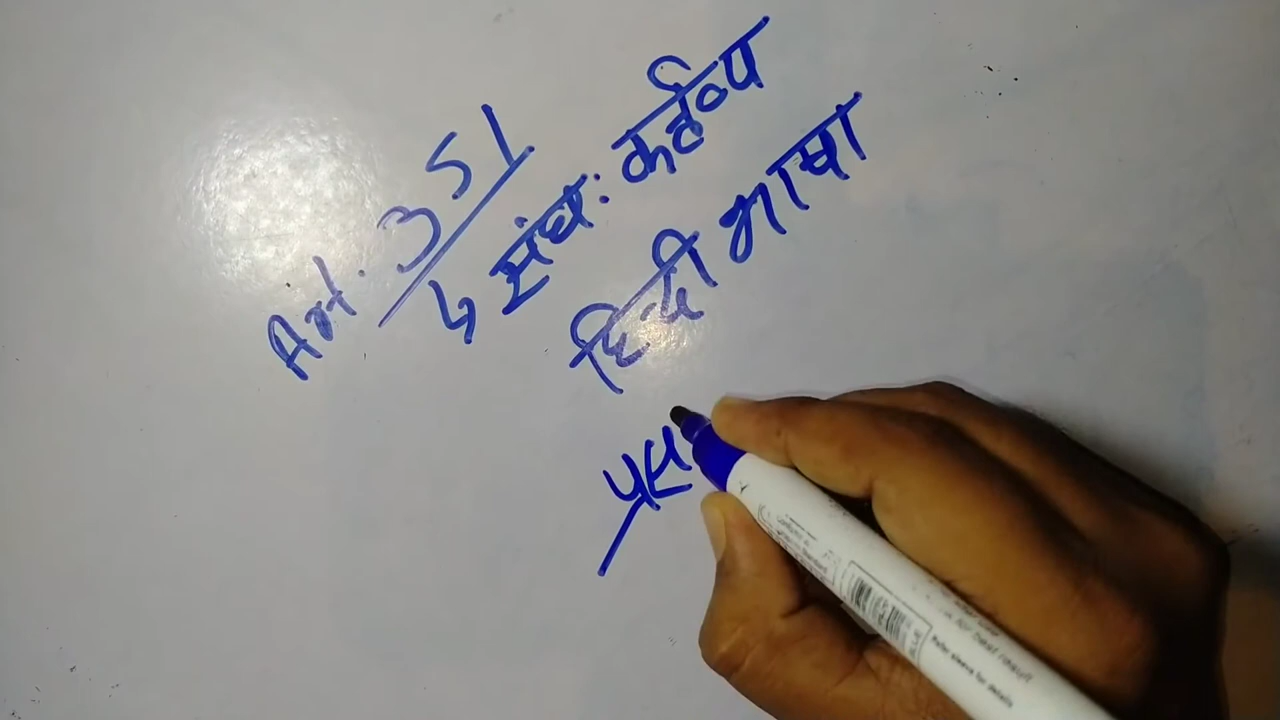 Art. 351
↳ संघ: कर्तव्य
हिन्दी भाषा
प्रस